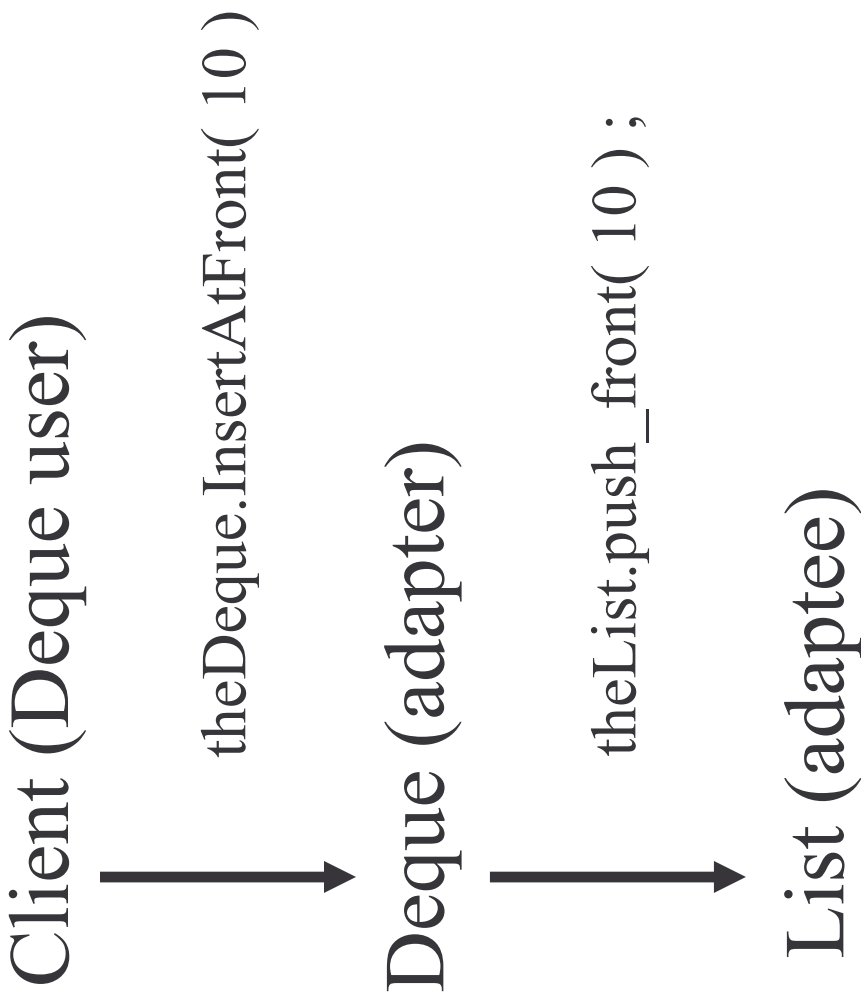 Client (Deque user)
theDeque.InsertAtFront( 10 )
Deque (adapter)
theList.push_front( 10 ) ;
List (adaptee)